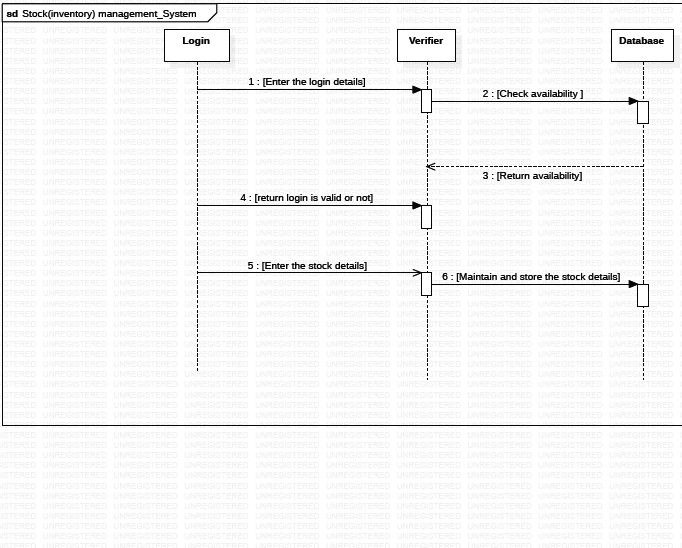 sd Stock(inventory) management_System
Login
Verifier
Database
1 : [Enter the login details]
2 : [Check availability ]
3 : [Return availability]
4 : [return login is valid or not]
5 : [Enter the stock details]
6 : [Maintain and store the stock details]
UNREGISTERED